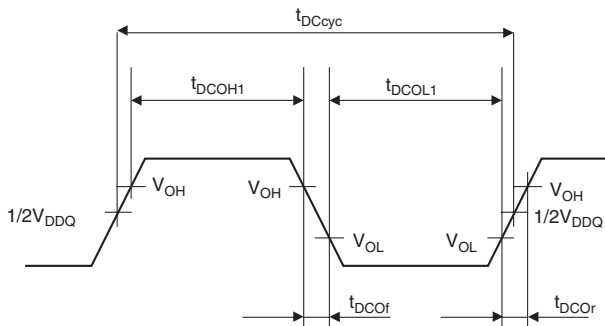 tDCcyc
tDCOH1 tDCOL1
VOH VOH VOH
1/2VDDQ 1/2VDDQ
VOL VOL
tDCOf tDCOr